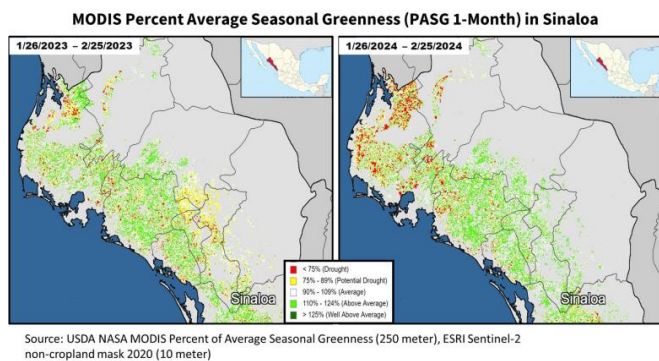 MODIS Percent Average Seasonal Greenness (PASG 1-Month) in Sinaloa
1/26/2023 – 2/25/2023
1/26/2024 – 2/25/2024
< 75% (Drought)
75% - 89% (Potential Drought)
90% - 109% (Average)
110% - 124% (Above Average)
> 125% (Well Above Average)
Sinaloa
Sinaloa
Source: USDA NASA MODIS Percent of Average Seasonal Greenness (250 meter), ESRI Sentinel-2
non-cropland mask 2020 (10 meter)